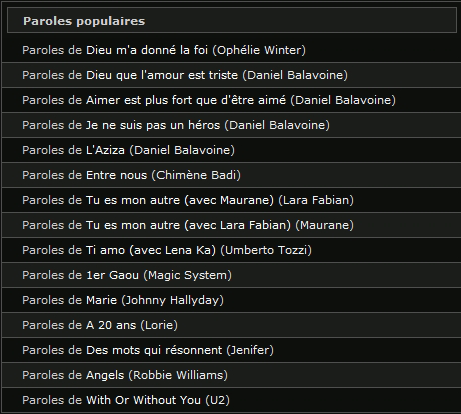 Paroles populaires
Paroles de Dieu m'a donné la foi (Ophélie Winter)
Paroles de Dieu que l'amour est triste (Daniel Balavoine)
Paroles de Aimer est plus fort que d'être aimé (Daniel Balavoine)
Paroles de Je ne suis pas un héros (Daniel Balavoine)
Paroles de L'Aziza (Daniel Balavoine)
Paroles de Entre nous (Chimène Badi)
Paroles de Tu es mon autre (avec Maurane) (Lara Fabian)
Paroles de Tu es mon autre (avec Lara Fabian) (Maurane)
Paroles de Ti amo (avec Lena Ka) (Umberto Tozzi)
Paroles de 1er Gaou (Magic System)
Paroles de Marie (Johnny Hallyday)
Paroles de A 20 ans (Lorie)
Paroles de Des mots qui résonnent (Jenifer)
Paroles de Angels (Robbie Williams)
Paroles de With Or Without You (U2)